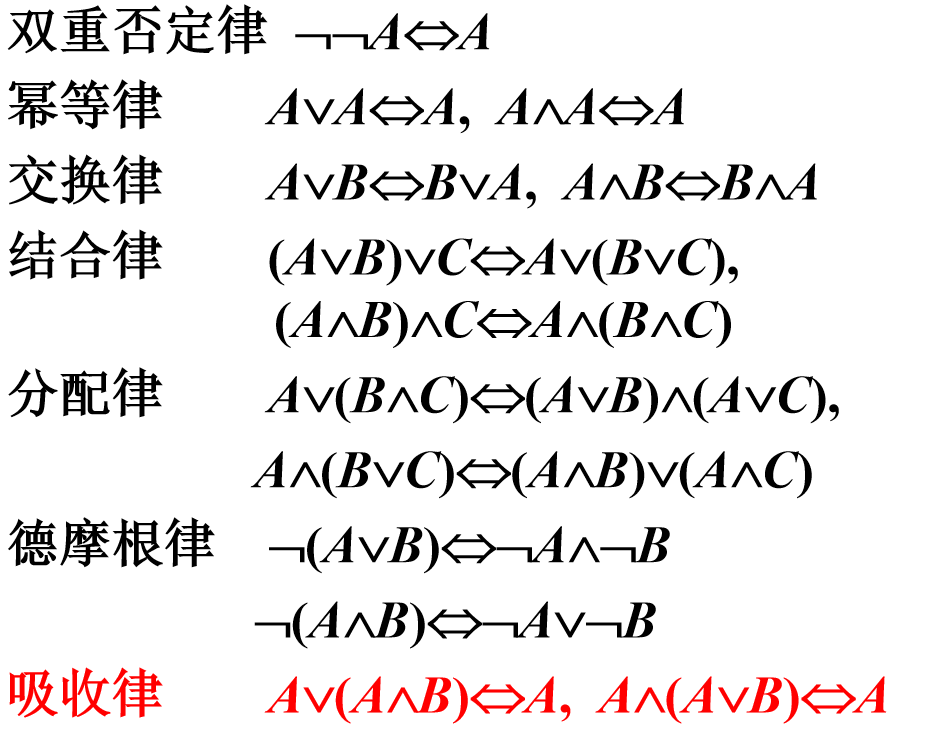 双重否定律 ¬¬A⇔A
幂等律 A∨A⇔A, A∧A⇔A
交换律 A∨B⇔B∨A, A∧B⇔B∧A
结合律 (A∨B)∨C⇔A∨(B∨C),
(A∧B)∧C⇔A∧(B∧C)
分配律 A∨(B∧C)⇔(A∨B)∧(A∨C),
A∧(B∨C)⇔(A∧B)∨(A∧C)
德摩根律 ¬(A∨B)⇔¬A∧¬B
¬(A∧B)⇔¬A∨¬B
吸收律 A∨(A∧B)⇔A, A∧(A∨B)⇔A